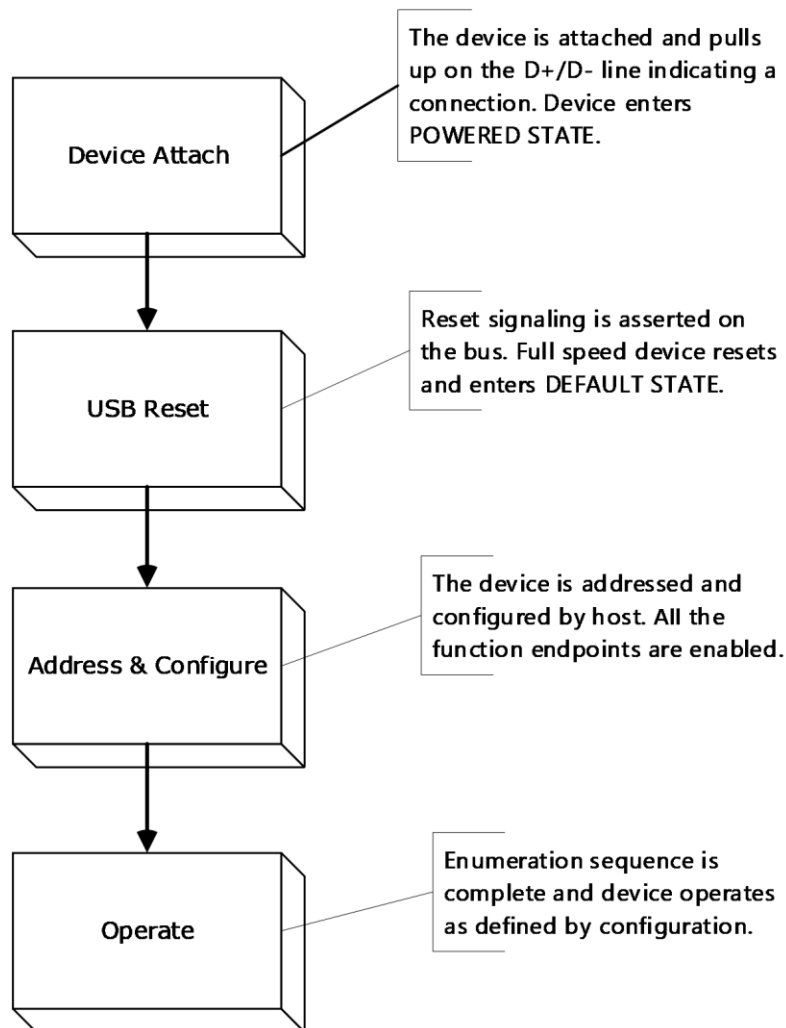 The device is attached and pulls
up on the D+/D- line indicating a
connection. Device enters
POWERED STATE.
Device Attach
Reset signaling is asserted on
the bus. Full speed device resets
and enters DEFAULT STATE.
USB Reset
The device is addressed and
configured by host. All the
function endpoints are enabled.
Address & Configure
Enumeration sequence is
complete and device operates
as defined by configuration.
Operate